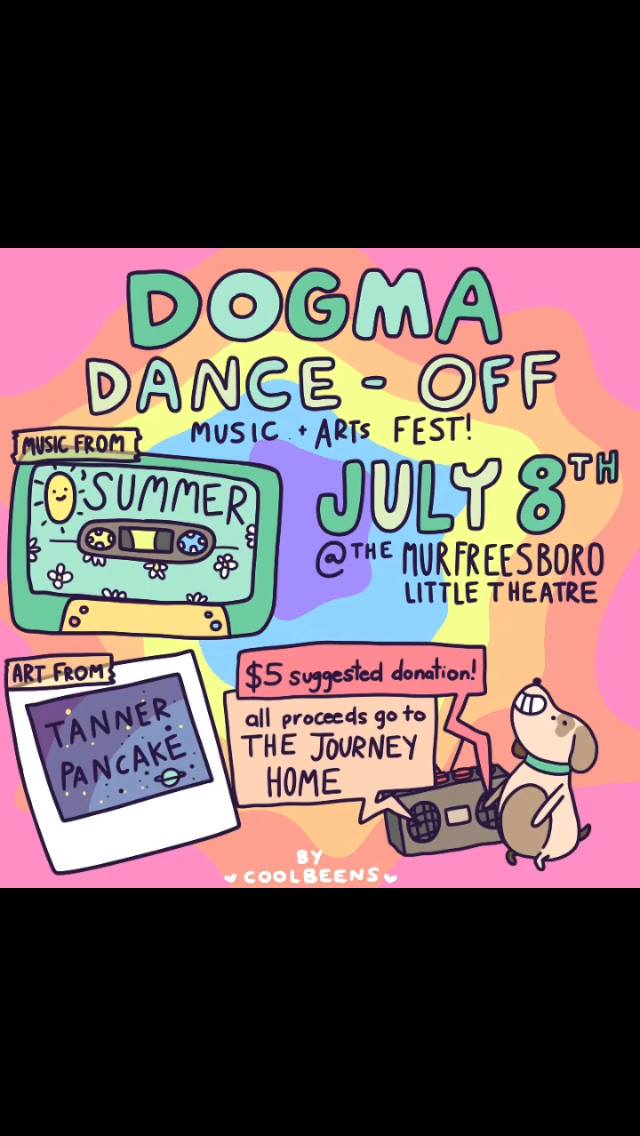 DOGMA
DANCE - OFF
MUSIC + ARTS FEST!
MUSIC FROM
'SUMMER
JULY 8TH
@ THE MURFREESBORO
LITTLE THEATRE
ART FROM
TANNER
PANCAKE
$5 suggested donation!
all proceeds go to
THE JOURNEY
HOME
BY
COOLBEENS